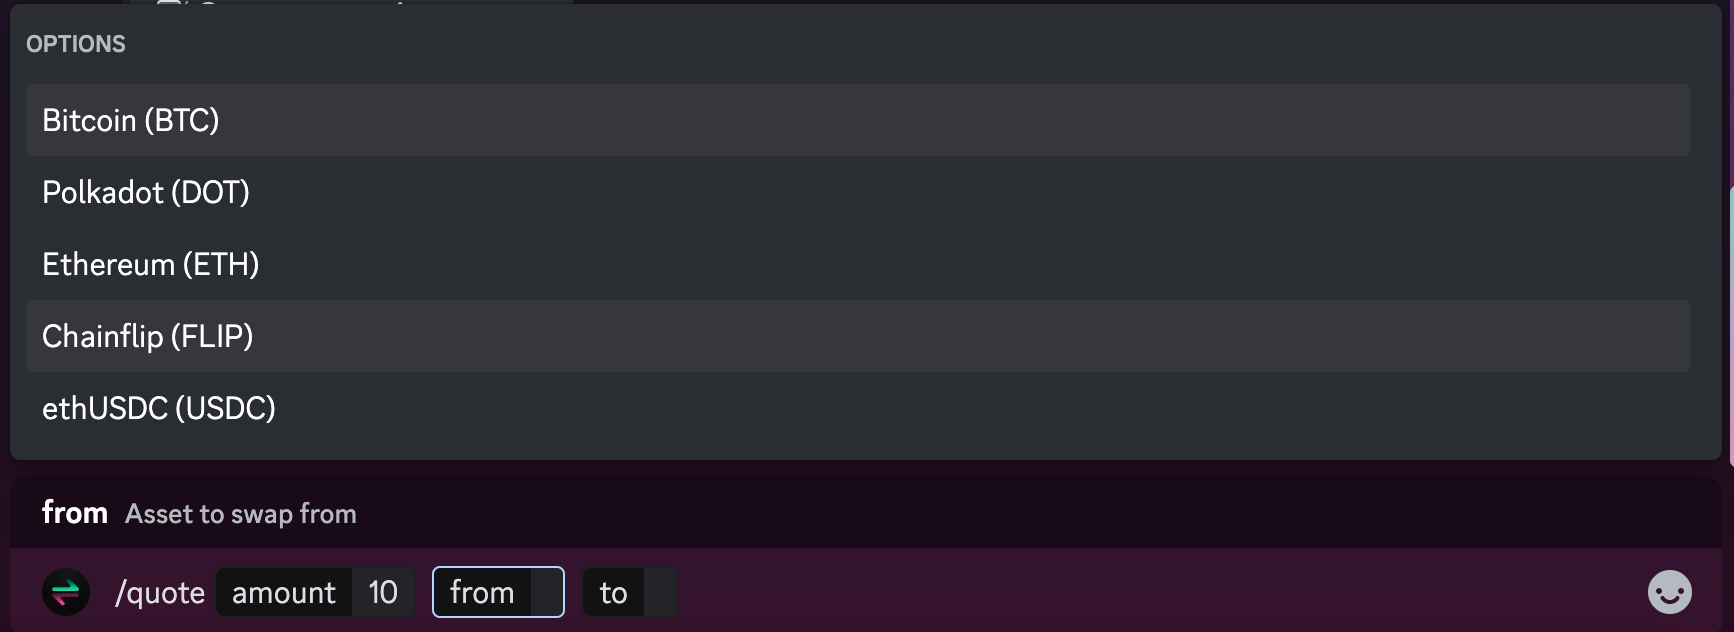 OPTIONS
Bitcoin (BTC)
Polkadot (DOT)
Ethereum (ETH)
Chainflip (FLIP)
ethUSDC (USDC)
from Asset to swap from
/quote amount 10 from to